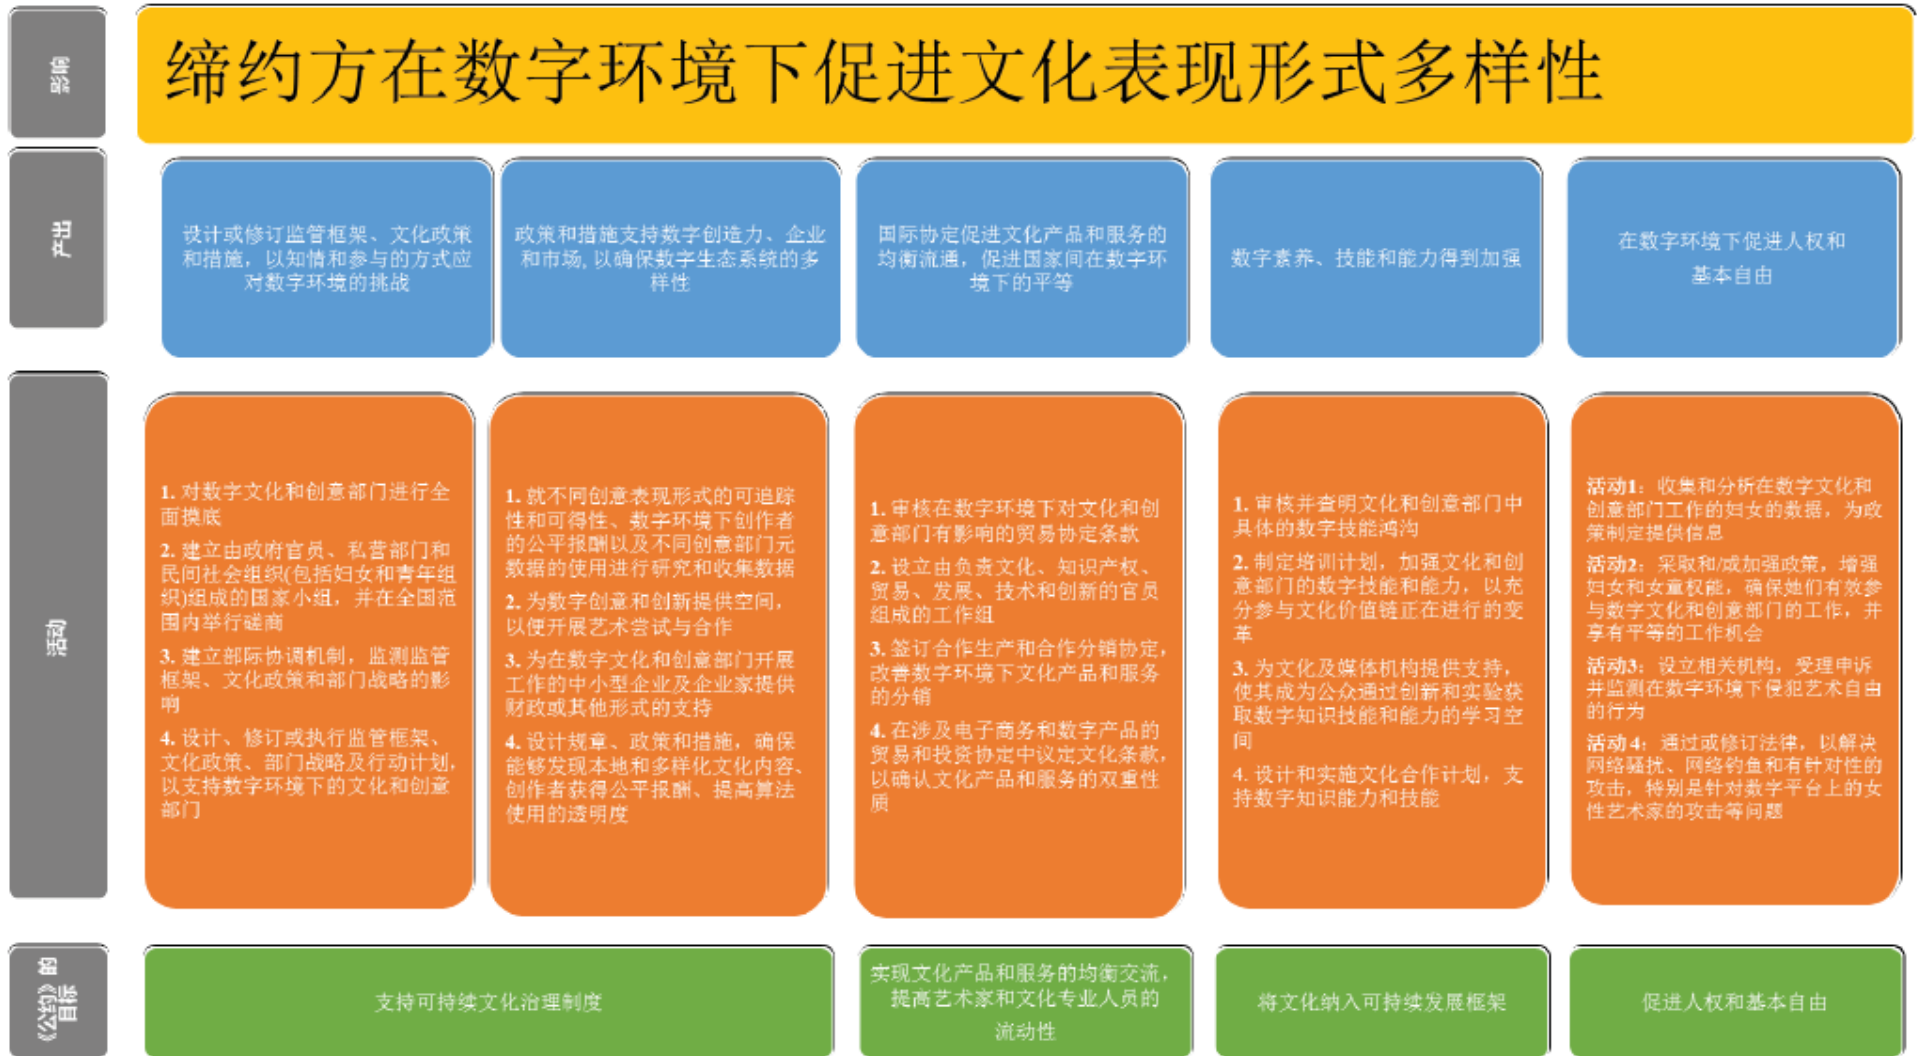 影响
缔约方在数字环境下促进文化表现形式多样性
产出
设计或修订监管框架、文化政策
和措施，以知情和参与的方式应
对数字环境的挑战
政策和措施支持数字创造力、企业
和市场,以确保数字生态系统的多
样性
国际协定促进文化产品和服务的
均衡流通，促进国家间在数字环
境下的平等
数字素养、技能和能力得到加强
在数字环境下促进人权和
基本自由
活动
1. 对数字文化和创意部门进行全
面摸底
2. 建立由政府官员、私营部门和
民间社会组织(包括妇女和青年组
织)组成的国家小组，并在全国范
围内举行磋商
3. 建立部际协调机制，监测监管
框架、文化政策和部门战略的影
响
4. 设计、修订或执行监管框架、
文化政策、部门战略及行动计划，
以支持数字环境下的文化和创意
部门
1. 就不同创意表现形式的可追踪
性和可得性、数字环境下创作者
的公平报酬以及不同创意部门元
数据的使用进行研究和收集数据
2. 为数字创意和创新提供空间，
以便开展艺术尝试与合作
3. 为在数字文化和创意部门开展
工作的中小型企业及企业家提供
财政或其他形式的支持
4. 设计规章、政策和措施，确保
能够发现本地和多样化文化内容、
创作者获得公平报酬、提高算法
使用的透明度
1. 审核在数字环境下对文化和创
意部门有影响的贸易协定条款
2. 设立由负责文化、知识产权、
贸易、发展、技术和创新的官员
组成的工作组
3. 签订合作生产和合作分销协定，
改善数字环境下文化产品和服务
的分销
4. 在涉及电子商务和数字产品的
贸易和投资协定中议定文化条款，
以确认文化产品和服务的双重性
质
1. 审核并查明文化和创意部门中
具体的数字技能鸿沟
2. 制定培训计划，加强文化和创
意部门的数字技能和能力，以充
分参与文化价值链正在进行的变
革
3. 为文化及媒体机构提供支持，
使其成为公众通过创新和实验获
取数字知识技能和能力的学习空
间
4. 设计和实施文化合作计划，支
持数字知识能力和技能
活动1：收集和分析在数字文化和
创意部门工作的妇女的数据，为政
策制定提供信息
活动2：采取和/或加强政策，增强
妇女和女童权能，确保她们有效参
与数字文化和创意部门的工作，并
享有平等的工作机会
活动3：设立相关机构，受理申诉
并监测在数字环境下侵犯艺术自由
的行为
活动4：通过或修订法律，以解决
网络骚扰、网络钓鱼和有针对性的
攻击，特别是针对数字平台上的女
性艺术家的攻击等问题
《公约》的
目标
支持可持续文化治理制度
实现文化产品和服务的均衡交流，
提高艺术家和文化专业人员的
流动性
将文化纳入可持续发展框架
促进人权和基本自由